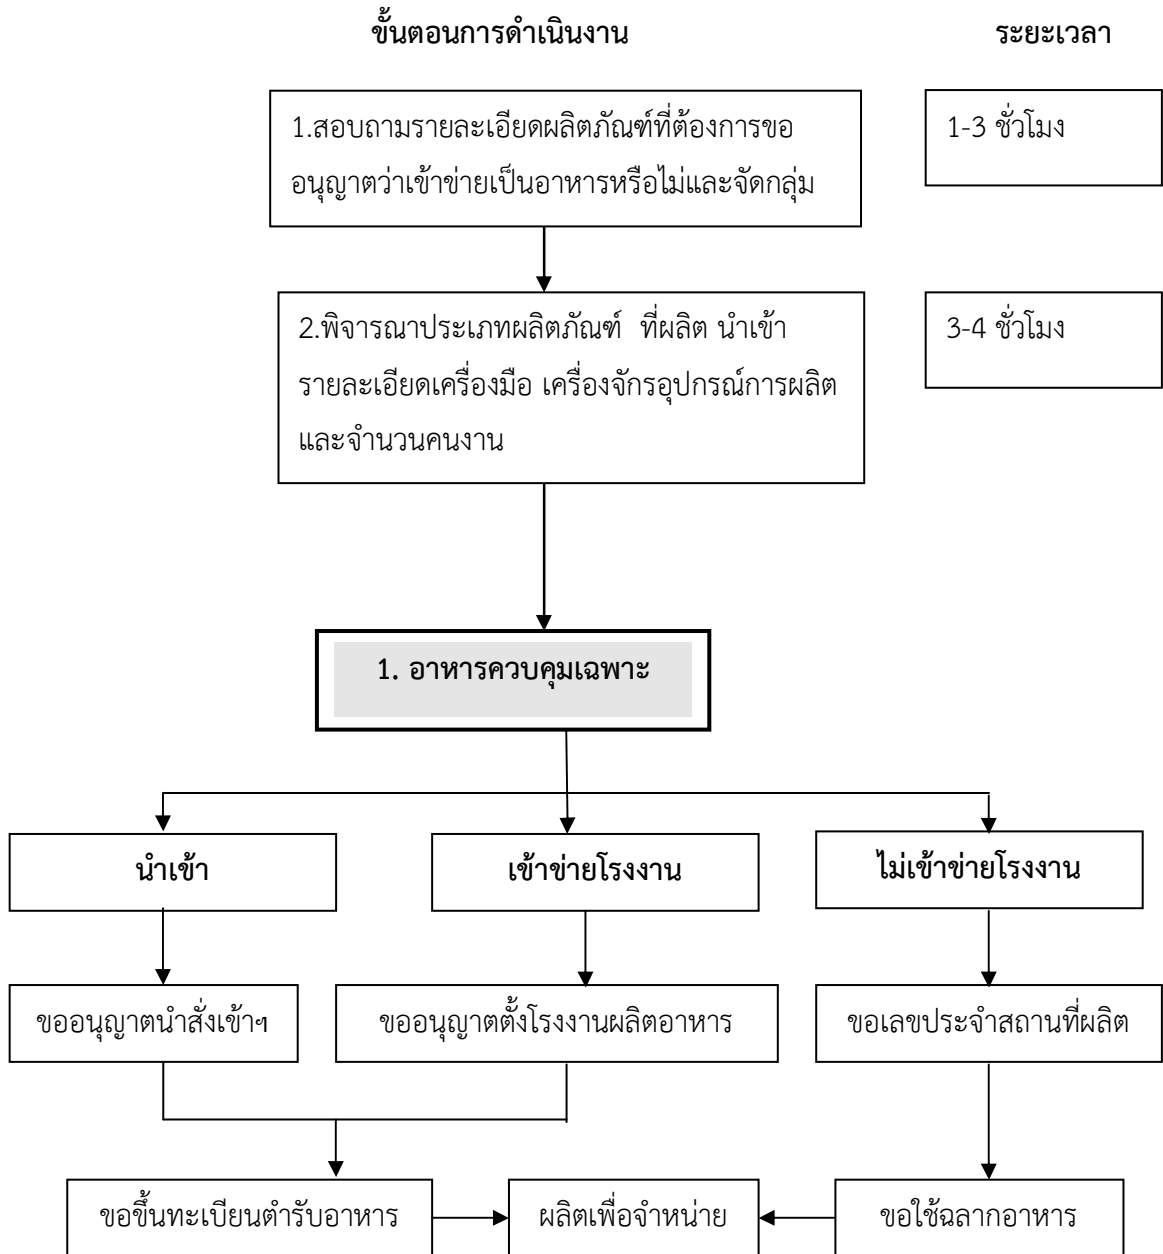 ขั้นตอนการดำเนินงาน ระยะเวลา
1.สอบถามรายละเอียดผลิตภัณฑ์ที่ต้องการขอ
อนุญาตว่าเข้าข่ายเป็นอาหารหรือไม่และจัดกลุ่ม
1-3 ชั่วโมง
2.พิจารณาประเภทผลิตภัณฑ์ ที่ผลิต นำเข้า
รายละเอียดเครื่องมือ เครื่องจักรอุปกรณ์การผลิต
และจำนวนคนงาน
3-4 ชั่วโมง
1. อาหารควบคุมเฉพาะ
นำเข้า
เข้าข่ายโรงงาน
ไม่เข้าข่ายโรงงาน
ขออนุญาตนำสั่งเข้าฯ
ขออนุญาตตั้งโรงงานผลิตอาหาร
ขอเลขประจำสถานที่ผลิต
ขอขึ้นทะเบียนตำรับอาหาร
ผลิตเพื่อจำหน่าย
ขอใช้ฉลากอาหาร